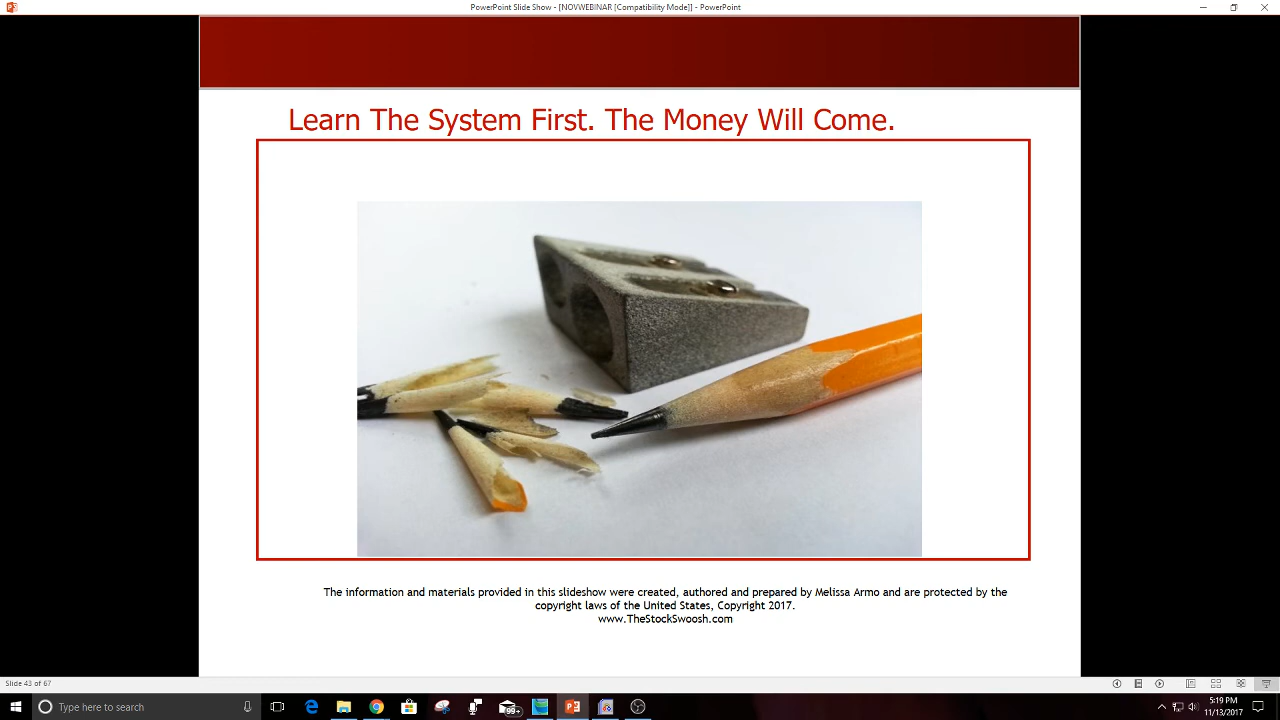 PowerPoint Slide Show - [NOVWEBINAR [Compatibility Mode]] - PowerPoint
Learn The System First. The Money Will Come.
The information and materials provided in this slideshow were created, authored and prepared by Melissa Armo and are protected by the
copyright laws of the United States, Copyright 2017.
www.TheStockSwoosh.com
Slide 43 of 67
Type here to search
99+
5:19 PM
11/13/2017